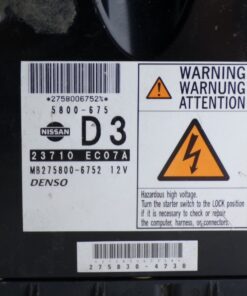 *2758006752%*
5800-675
NISSAN
D3
23710 EC07A
MB275800-6752 12V
DENSO
WARNING
WARNUNG
ATTENTION
Hazardous high voltage.
Turn the starter switch to the LOCK position
if it is necessary to check or repair
the computer, harness, or connectors.
275830-4730